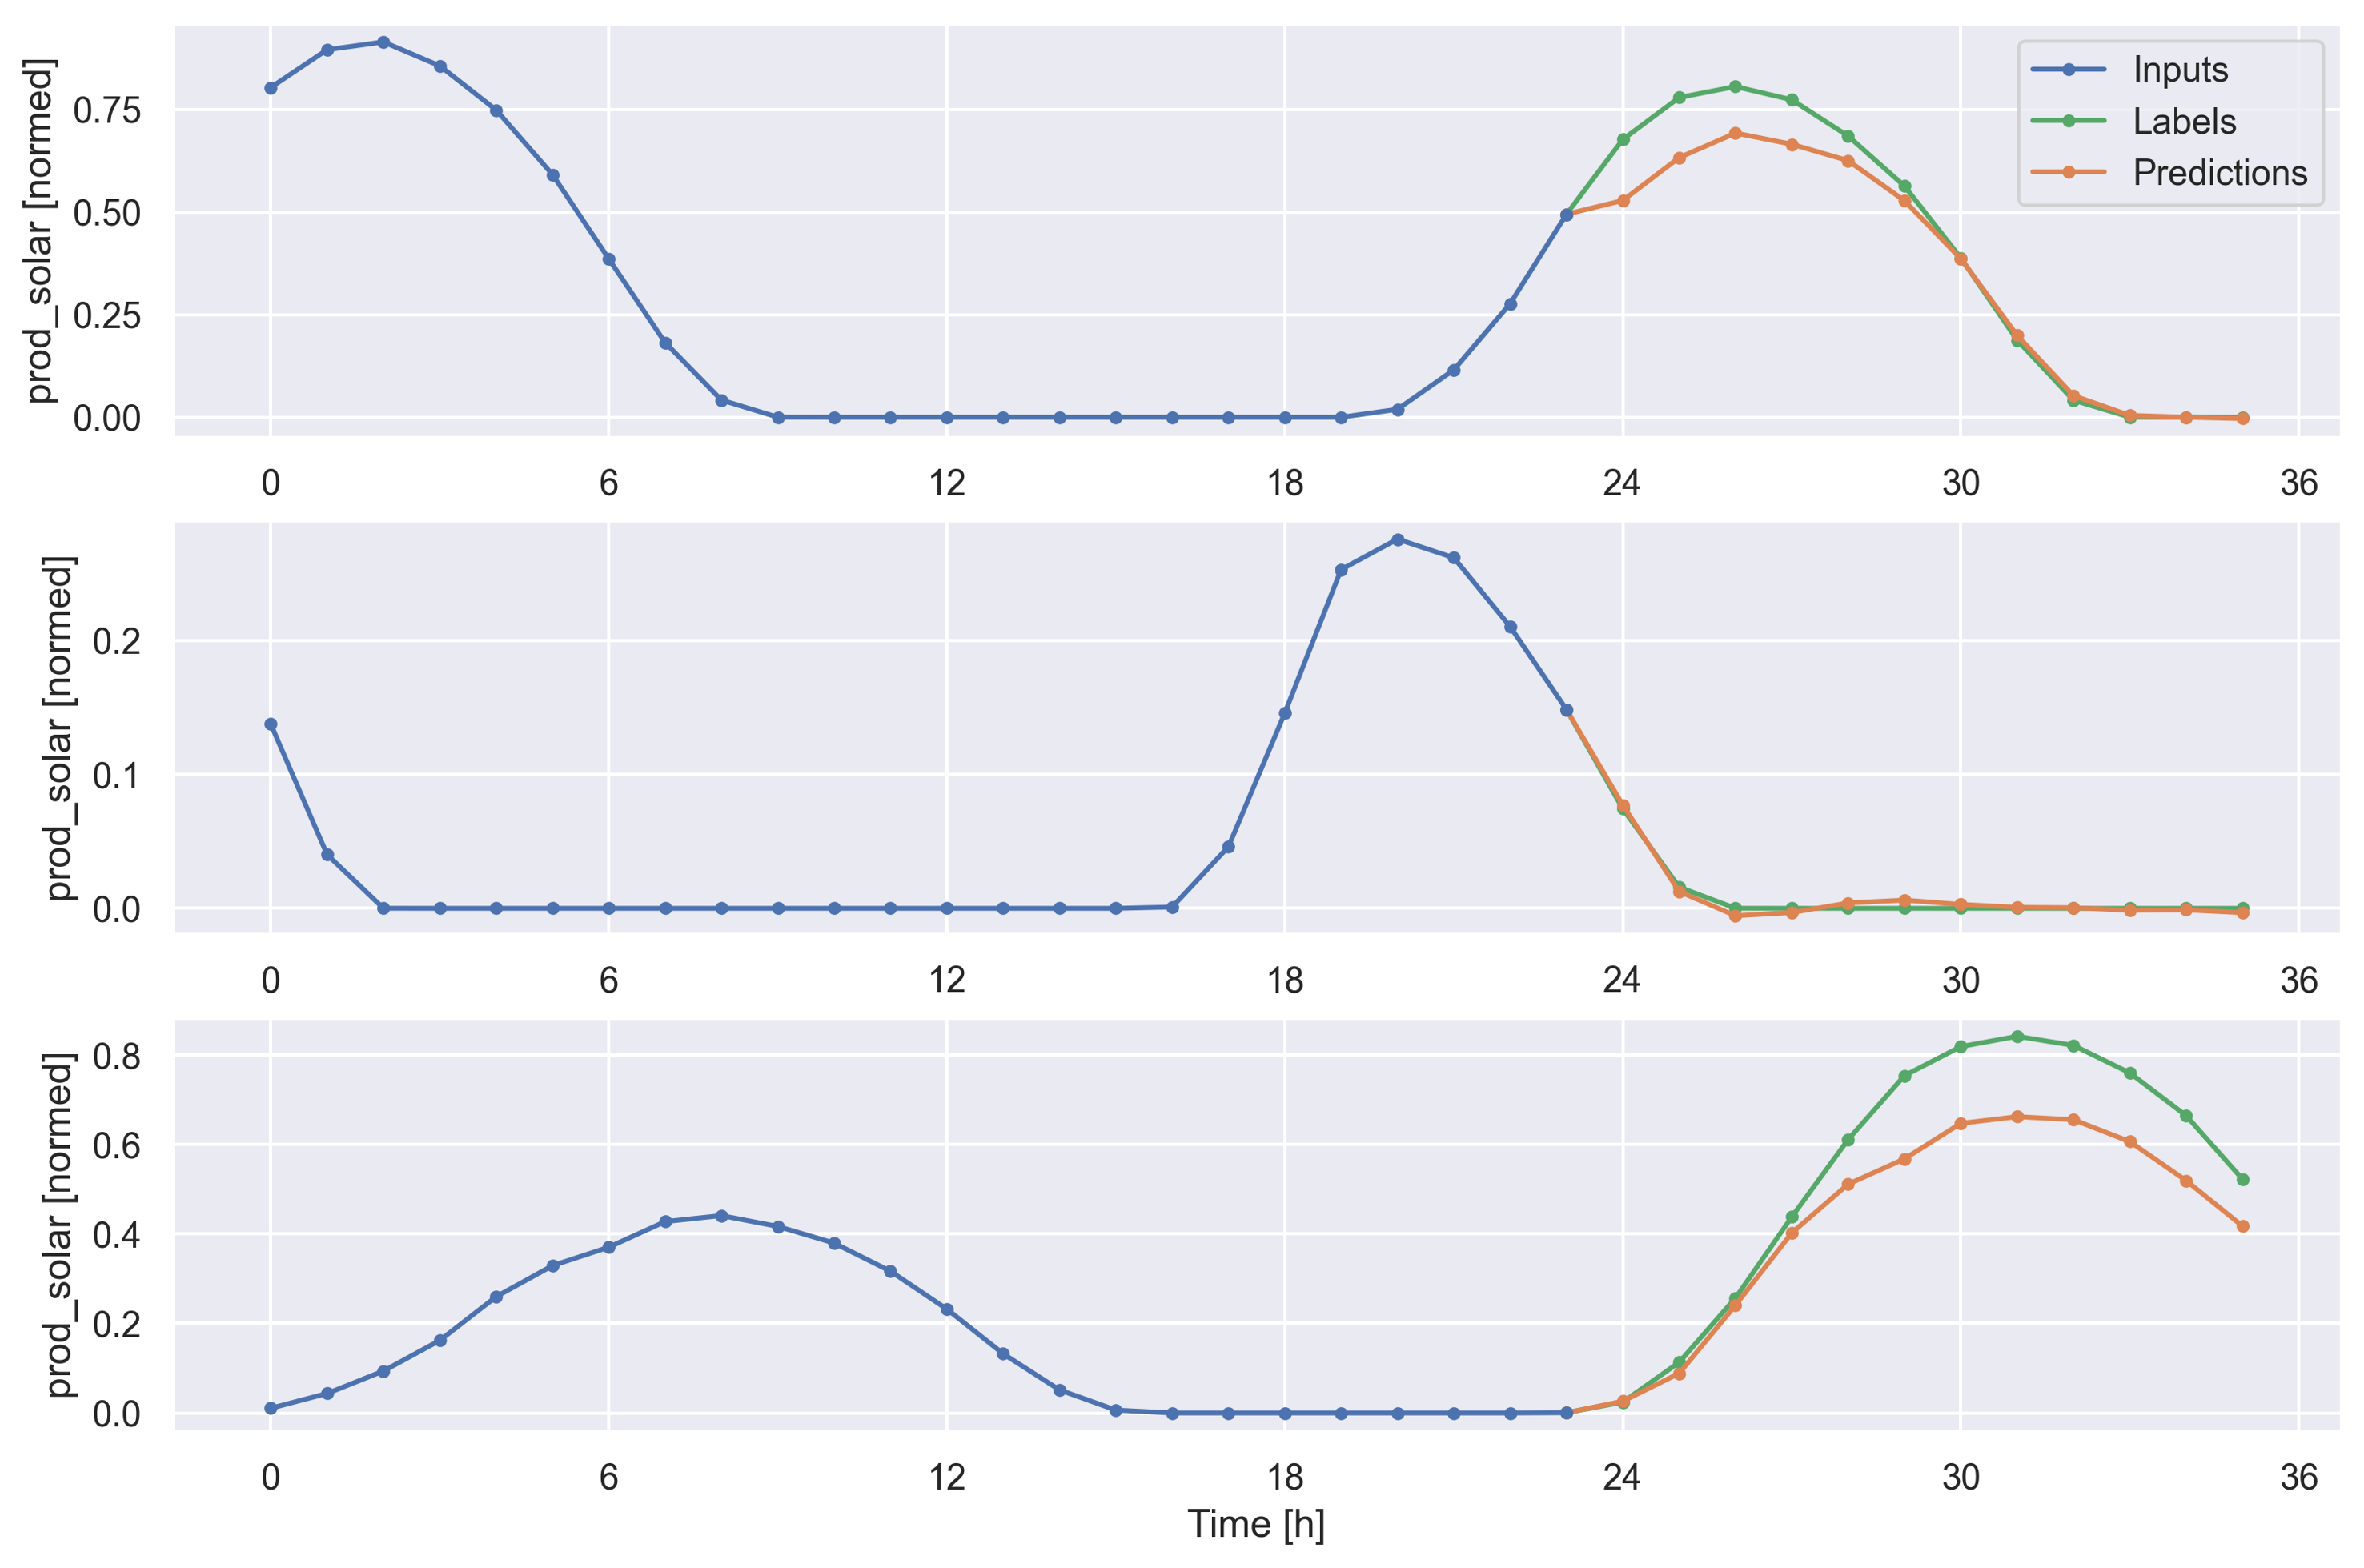 prod_solar [normed]
0.75
0.50
0.25
0.00
Inputs
Labels
Predictions
0 6 12 18 24 30 36
prod_solar [normed]
0.2
0.1
0.0
0 6 12 18 24 30 36
prod_solar [normed]
0.8
0.6
0.4
0.2
0.0
0 6 12 18 24 30 36
Time [h]